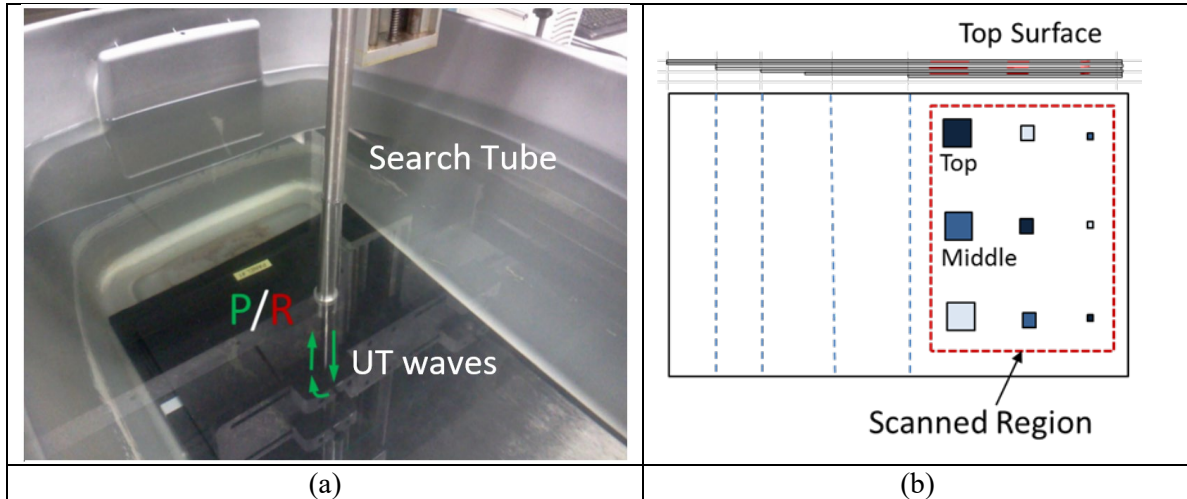 Search Tube
P/R
UT waves
(a)
Top Surface
Top
Middle
Scanned Region
(b)